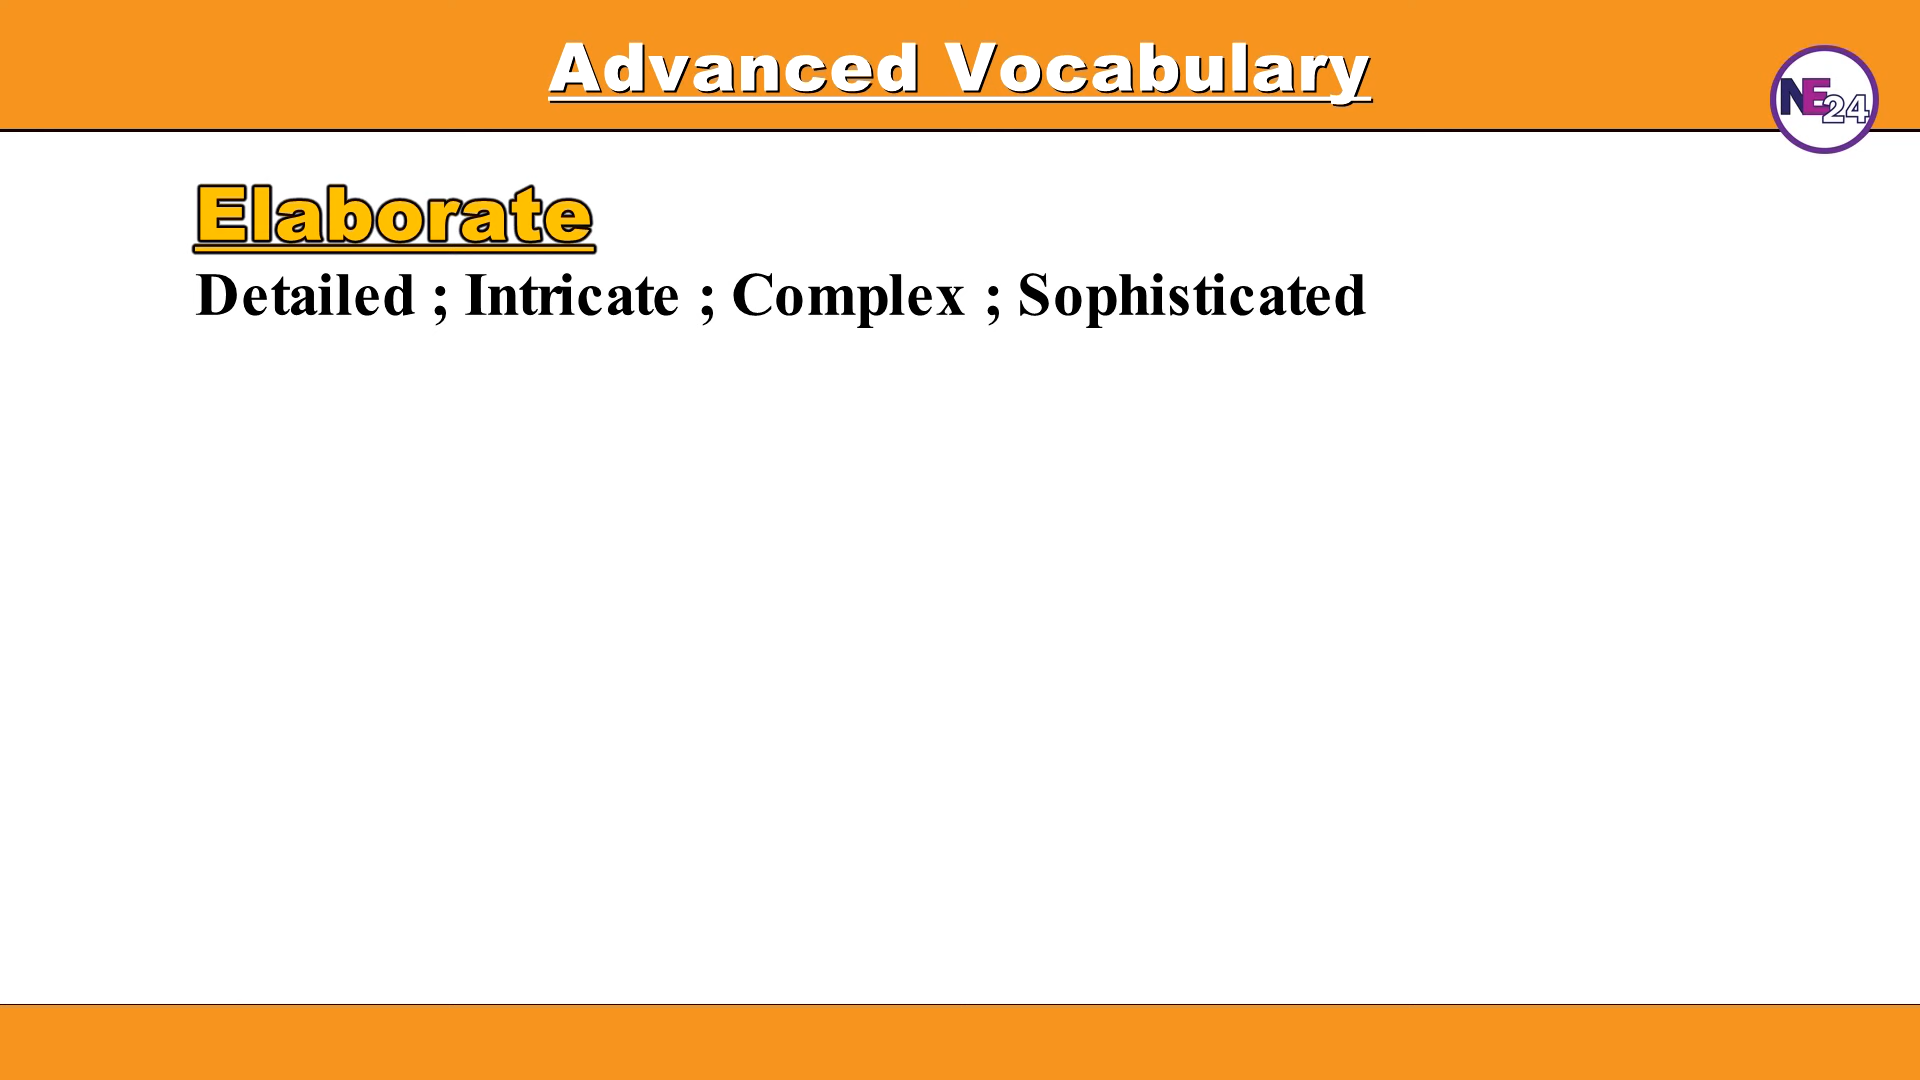 Advanced Vocabulary
NE24
Elaborate
Detailed ; Intricate ; Complex ; Sophisticated